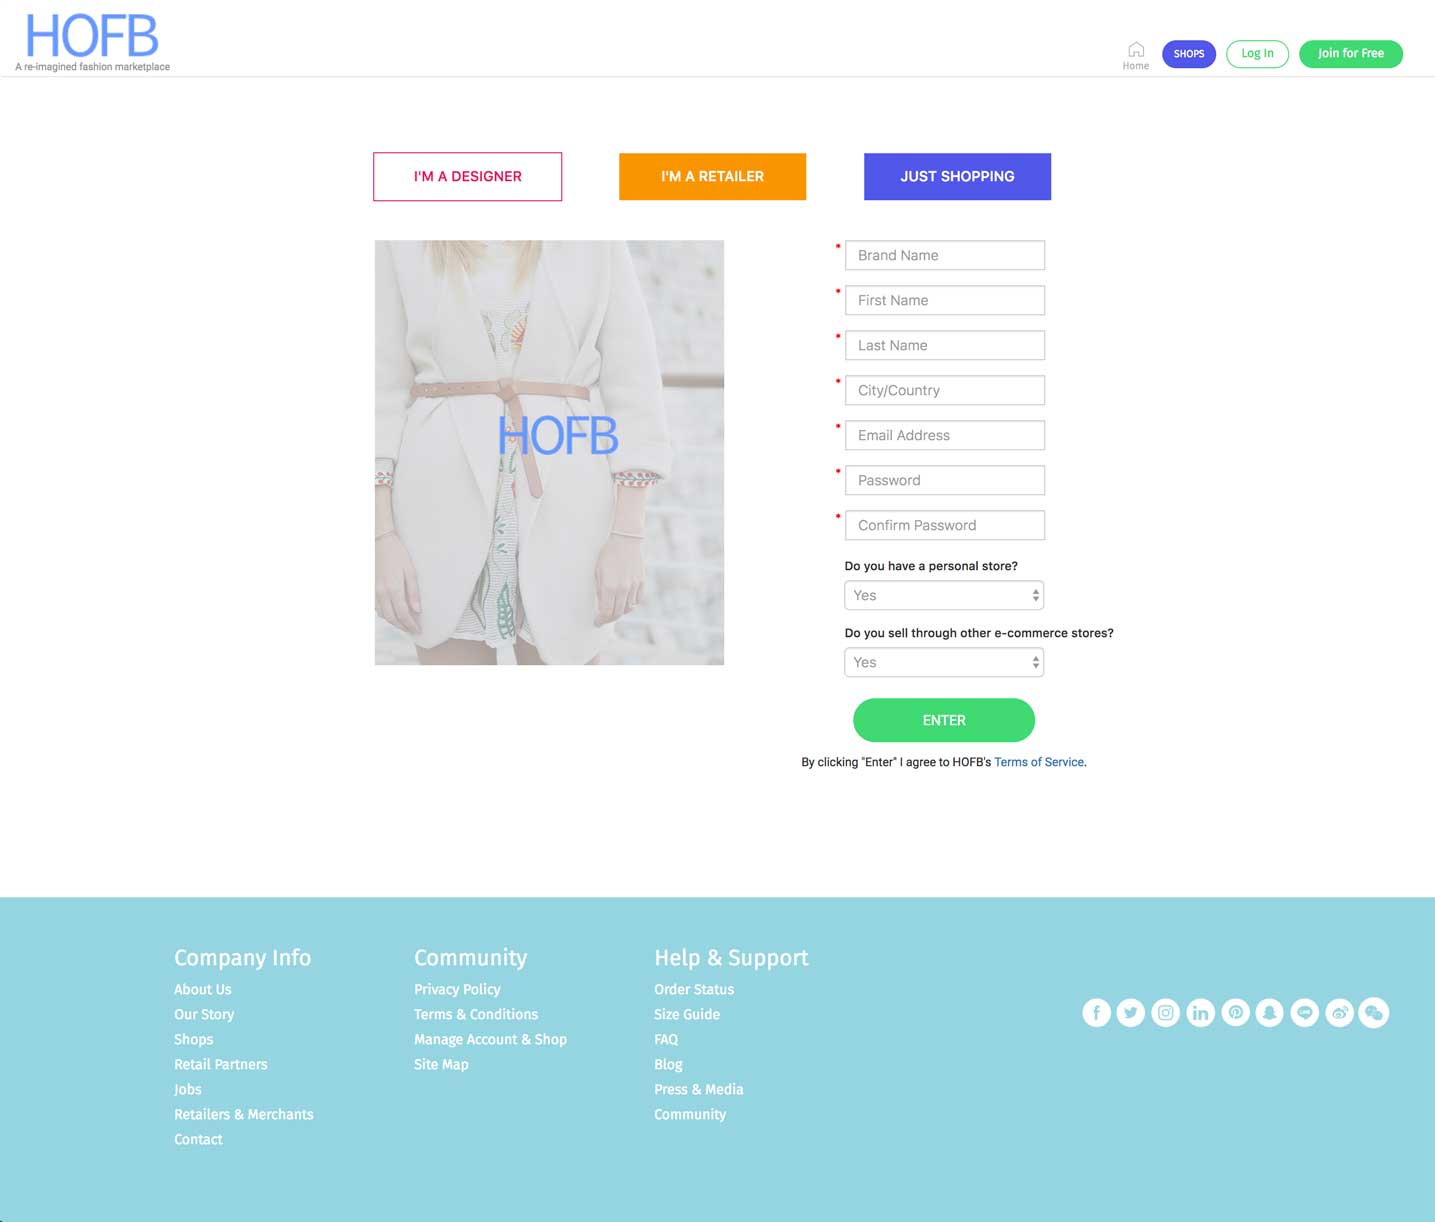 HOFB
A re-imagined fashion marketplace
Home
SHOPS
Log In
Join for Free
I'M A DESIGNER
I'M A RETAILER
JUST SHOPPING
HOFB
* Brand Name
* First Name
* Last Name
* City/Country
* Email Address
* Password
* Confirm Password
Do you have a personal store?
Yes
Do you sell through other e-commerce stores?
Yes
ENTER
By clicking "Enter" I agree to HOFB's Terms of Service.
Company Info
About Us
Our Story
Shops
Retail Partners
Jobs
Retailers & Merchants
Contact
Community
Privacy Policy
Terms & Conditions
Manage Account & Shop
Site Map
Help & Support
Order Status
Size Guide
FAQ
Blog
Press & Media
Community